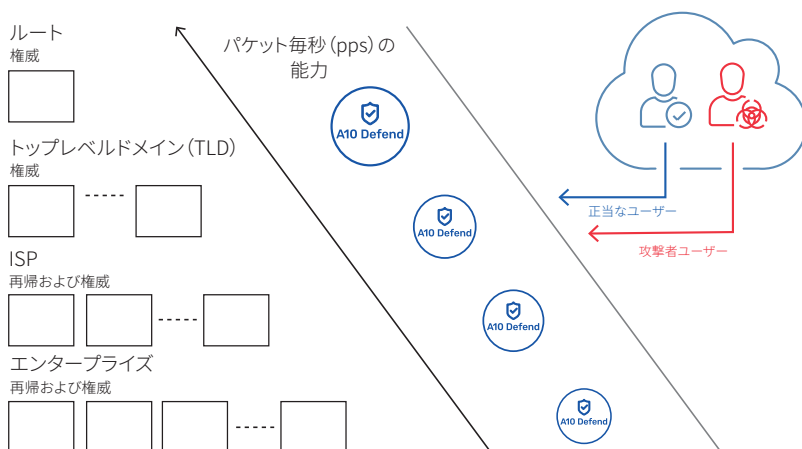 ルート
権威
トップレベルドメイン（TLD）
権威
ISP
再帰および権威
エンタープライズ
再帰および権威
パケット毎秒（pps）の
能力
A10 Defend
A10 Defend
A10 Defend
A10 Defend
正当なユーザー
攻撃者ユーザー